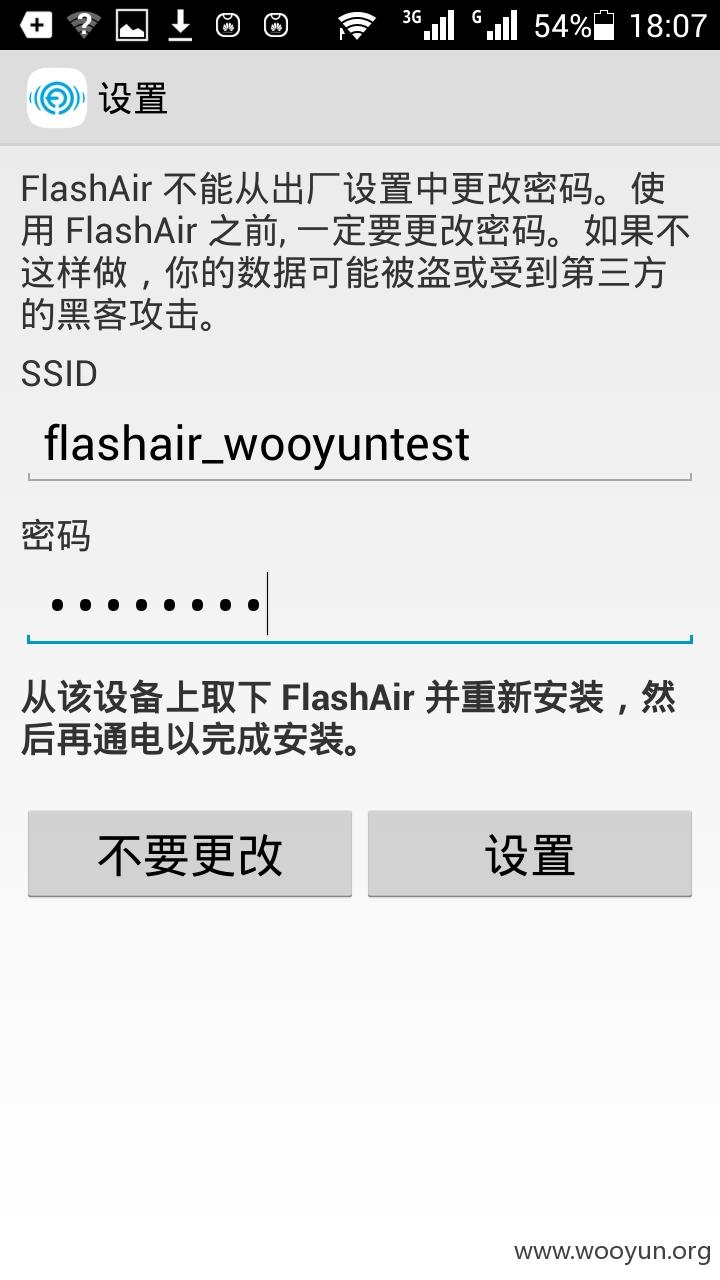 3G G 54% 18:07
设置
FlashAir 不能从出厂设置中更改密码。使
用 FlashAir 之前, 一定要更改密码。如果不
这样做，你的数据可能被盗或受到第三方
的黑客攻击。
SSID
flashair_wooyuntest
密码
从该设备上取下 FlashAir 并重新安装，然
后再通电以完成安装。
不要更改 设置
www.wooyun.org